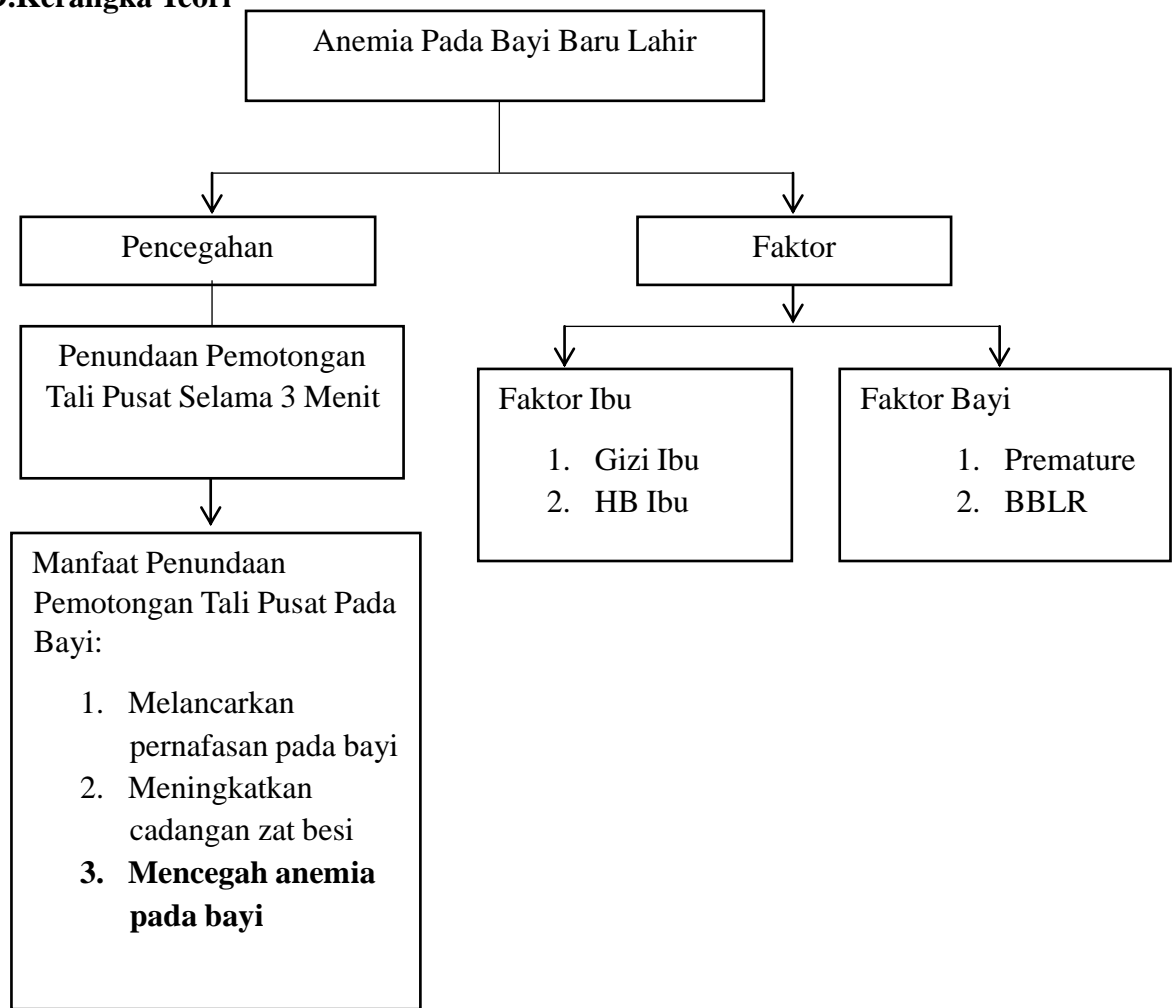 Kerangka Teori
Anemia Pada Bayi Baru Lahir
Pencegahan
Faktor
Penundaan Pemotongan
Tali Pusat Selama 3 Menit
Faktor Ibu
1. Gizi Ibu
2. HB Ibu
Faktor Bayi
1. Premature
2. BBLR
Manfaat Penundaan
Pemotongan Tali Pusat Pada
Bayi:
1. Melancarkan
pernafasan pada bayi
2. Meningkatkan
cadangan zat besi
3. Mencegah anemia
pada bayi